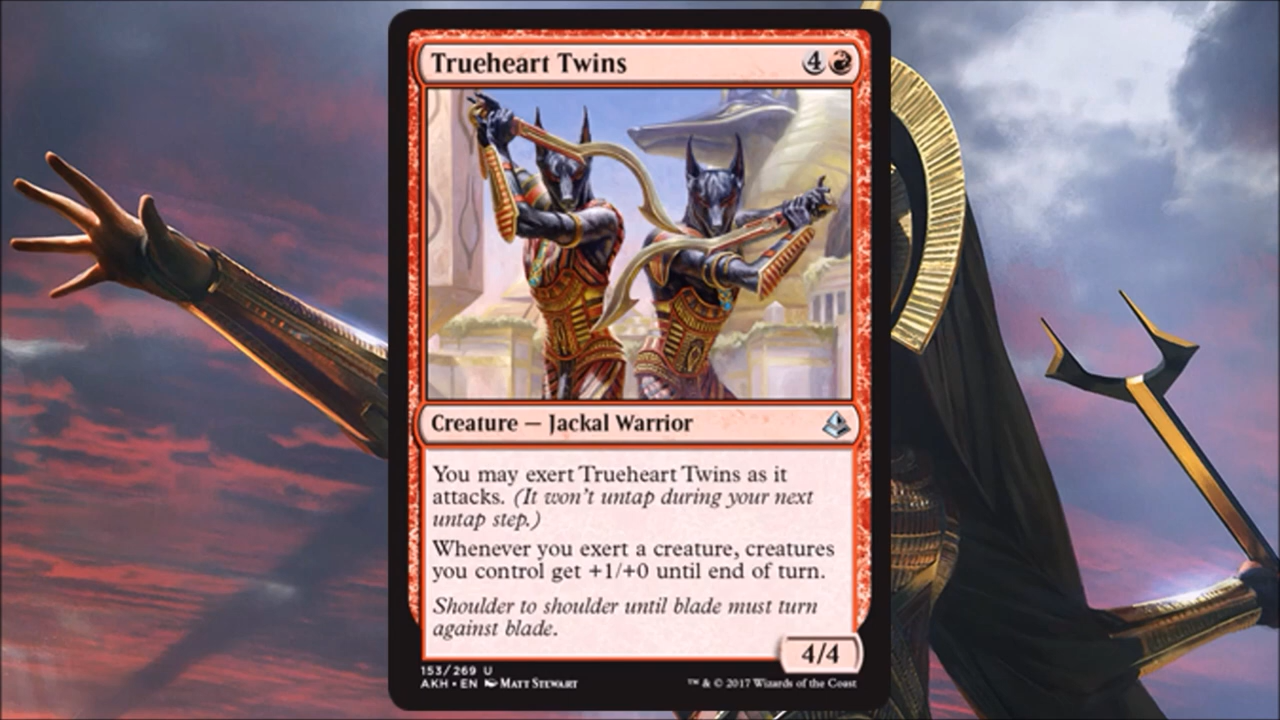 Trueheart Twins 4
Creature — Jackal Warrior
You may exert Trueheart Twins as it
attacks. (It won't untap during your next
untap step.)
Whenever you exert a creature, creatures
you control get +1/+0 until end of turn.
Shoulder to shoulder until blade must turn
against blade.
4/4
153/269 U
AKH • EN Matt Stewart
™ & © 2017 Wizards of the Coast